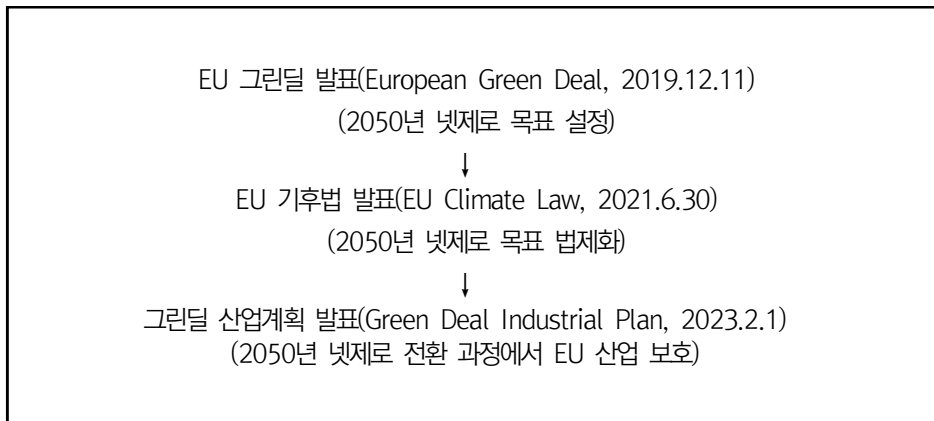 EU 그린딜 발표(European Green Deal, 2019.12.11)
(2050년 넷제로 목표 설정)
↓
EU 기후법 발표(EU Climate Law, 2021.6.30)
(2050년 넷제로 목표 법제화)
↓
그린딜 산업계획 발표(Green Deal Industrial Plan, 2023.2.1)
(2050년 넷제로 전환 과정에서 EU 산업 보호)